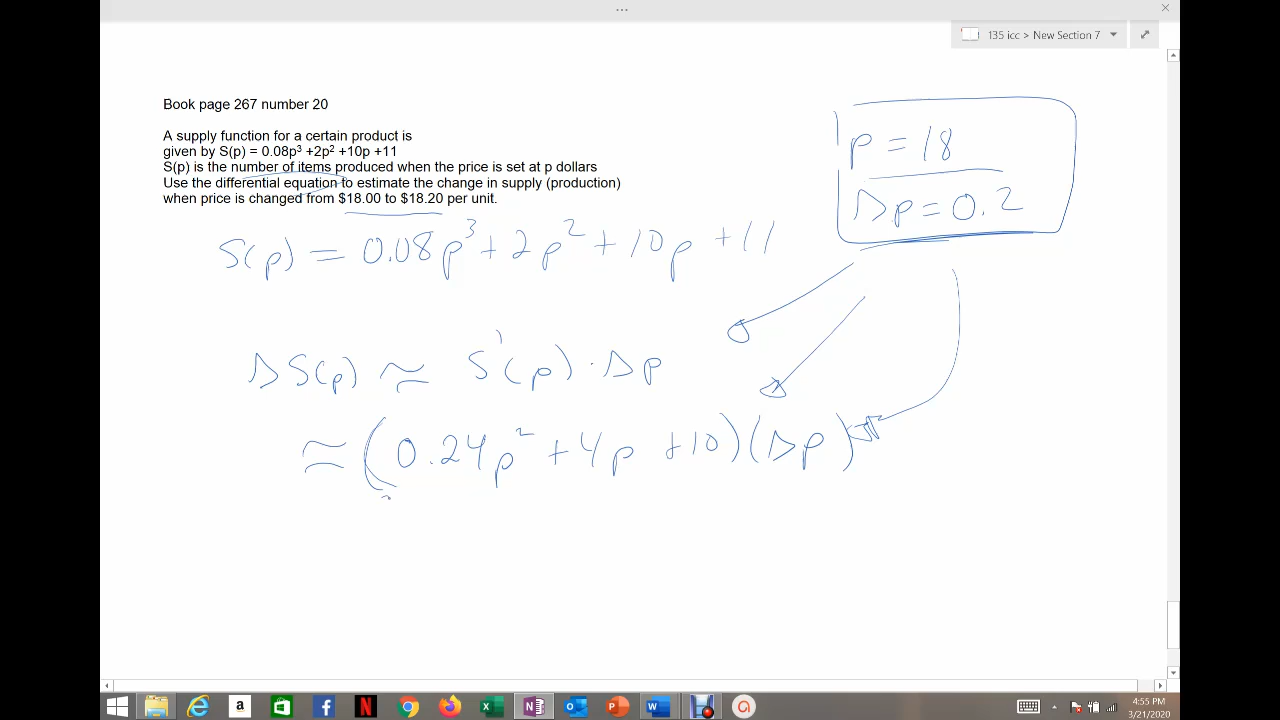 135 icc > New Section 7
Book page 267 number 20
A supply function for a certain product is
given by S(p) = 0.08p³ +2p² +10p +11
S(p) is the number of items produced when the price is set at p dollars
Use the differential equation to estimate the change in supply (production)
when price is changed from $18.00 to $18.20 per unit.
p = 18
Δp = 0.2
S(p) = 0.08p³ + 2p² + 10p + 11
ΔS(p) ≈ S'(p) · Δp
≈ (0.24p² + 4p + 10)(Δp)
4:55 PM
3/21/2020